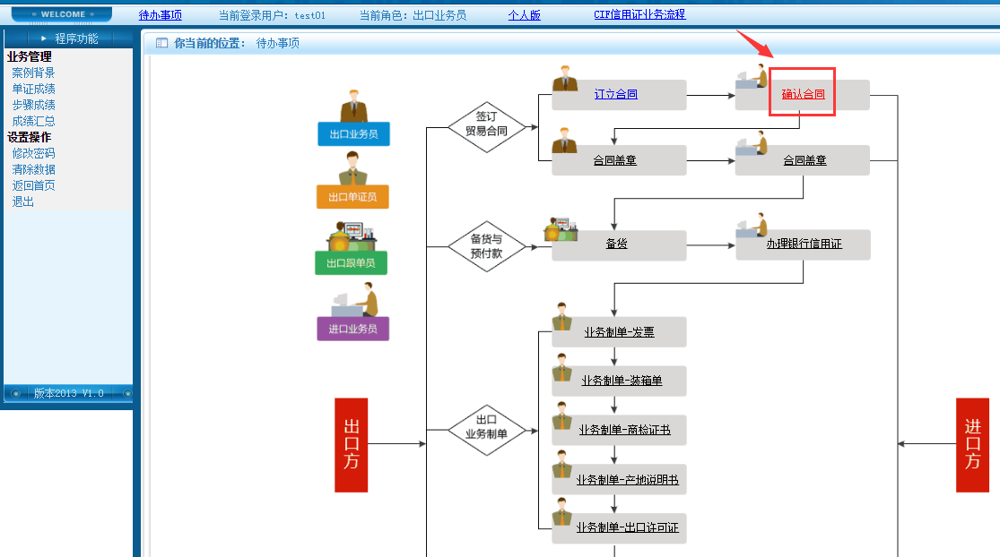 WELCOME
待办事项
当前登录用户：test01
当前角色：出口业务员
个人版
CIF信用证业务流程
程序功能
你当前的位置：
待办事项
业务管理
案例背景
单证成绩
步骤成绩
成绩汇总
设置操作
修改密码
清除数据
返回首页
退出
版本2013 V1.0
出口业务员
出口单证员
出口跟单员
进口业务员
签订
贸易合同
订立合同
确认合同
合同盖章
合同盖章
备货与
预付款
备货
办理银行信用证
业务制单-发票
业务制单-装箱单
业务制单-商检证书
业务制单-产地说明书
业务制单-出口许可证
出口
业务制单
出口方
进口方